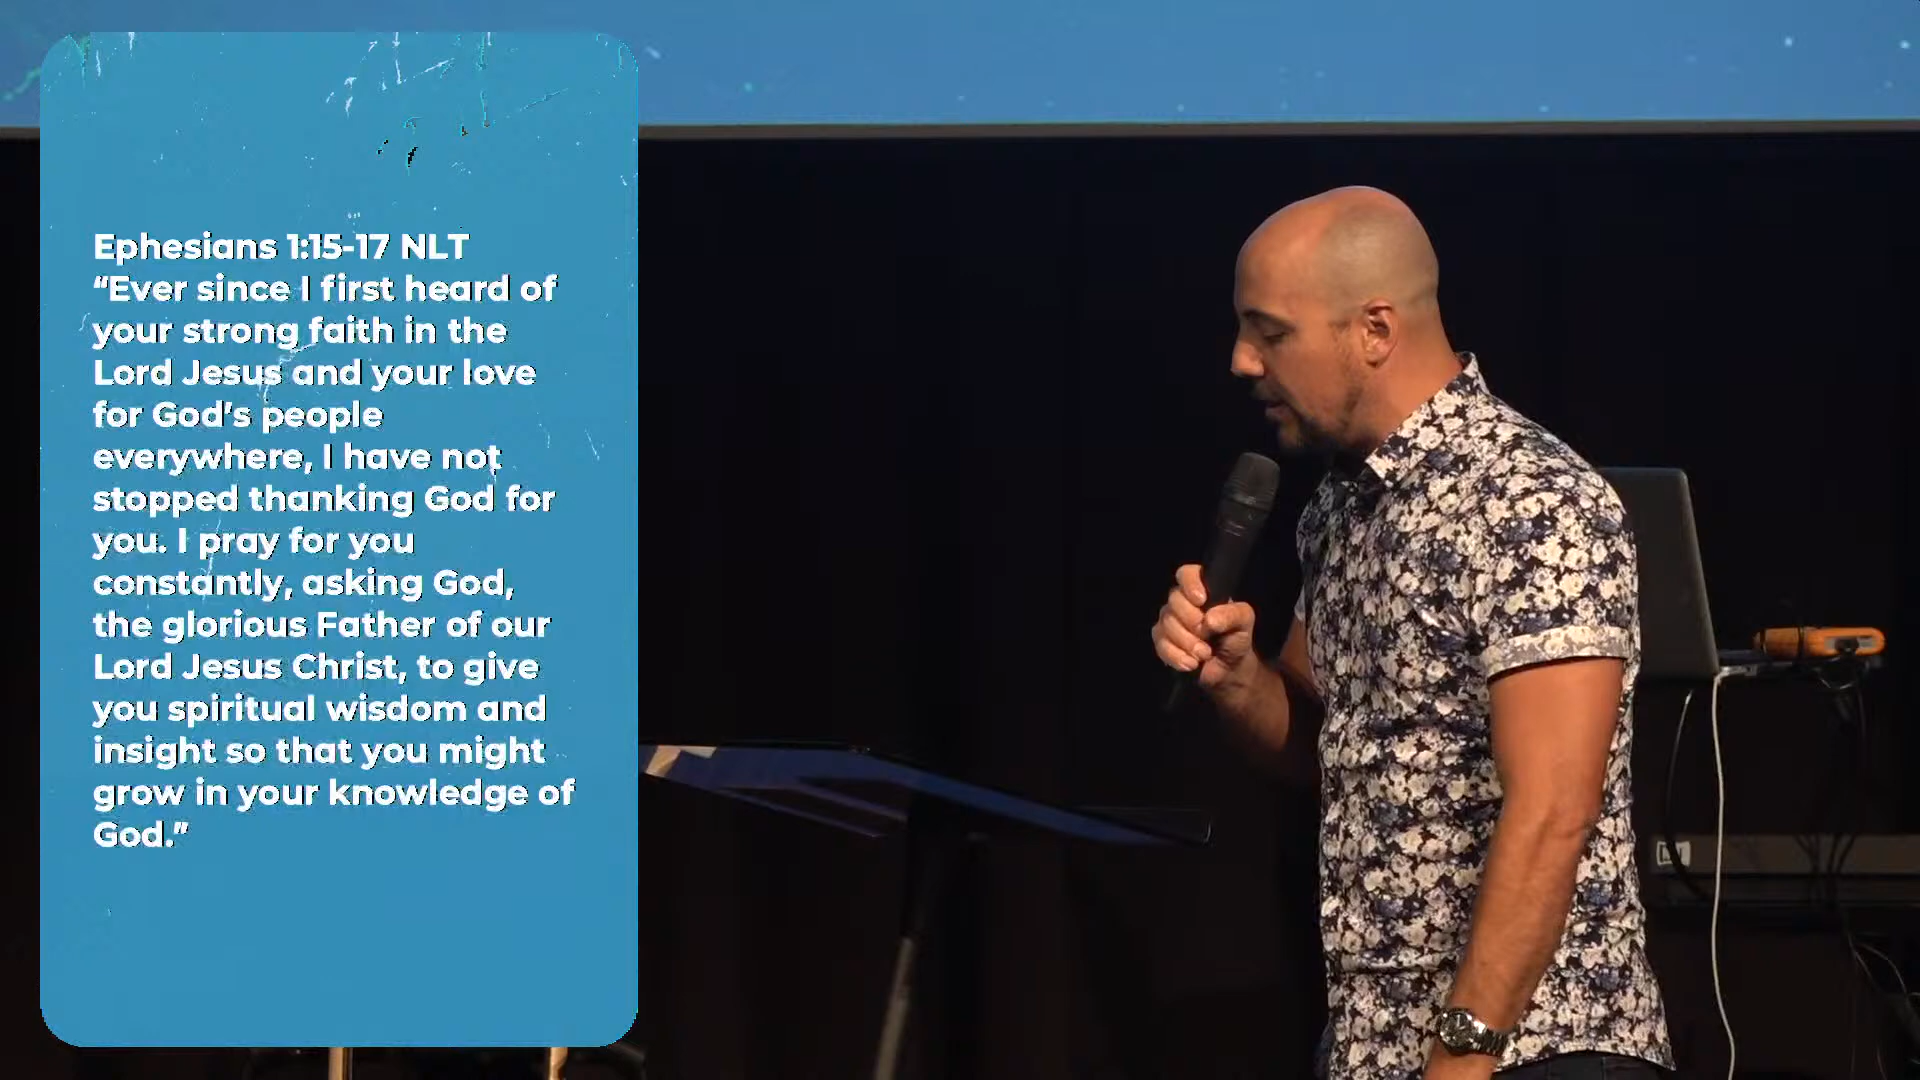 Ephesians 1:15-17 NLT
“Ever since I first heard of
your strong faith in the
Lord Jesus and your love
for God’s people
everywhere, I have not
stopped thanking God for
you. I pray for you
constantly, asking God,
the glorious Father of our
Lord Jesus Christ, to give
you spiritual wisdom and
insight so that you might
grow in your knowledge of
God.”